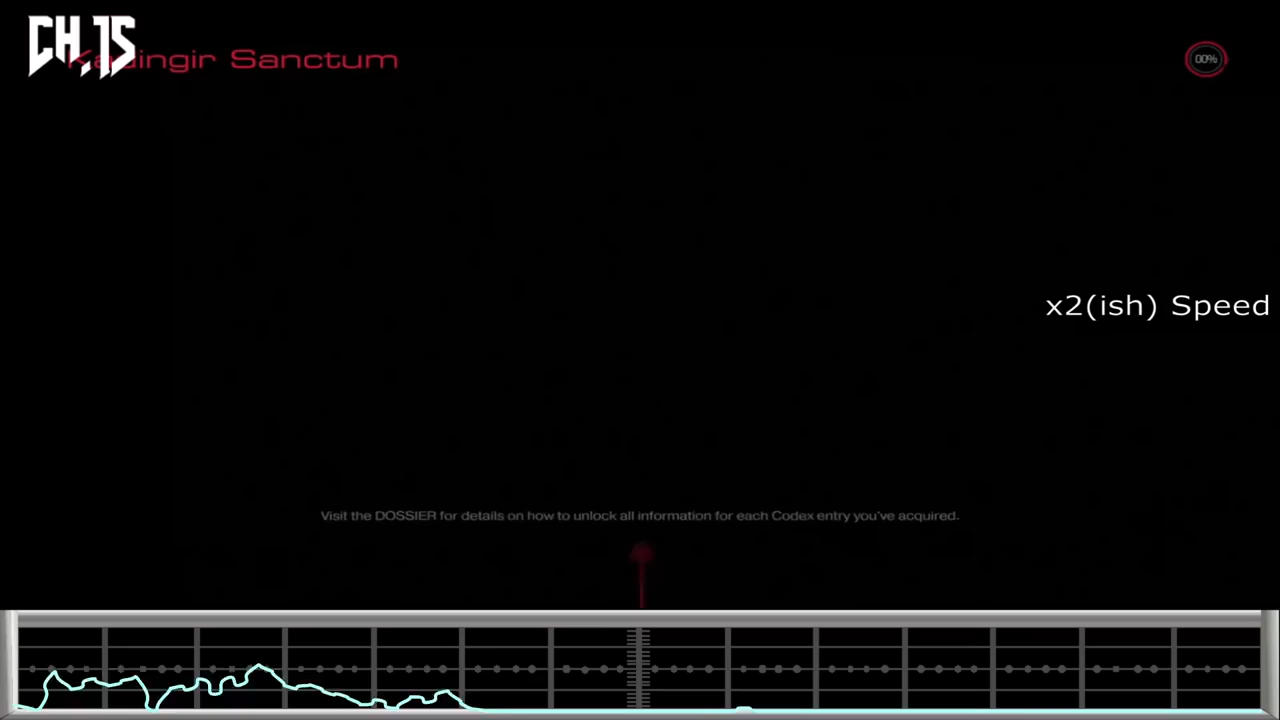 CH.15
Kadingir Sanctum
00%
x2(ish) Speed
Visit the DOSSIER for details on how to unlock all information for each Codex entry you've acquired.